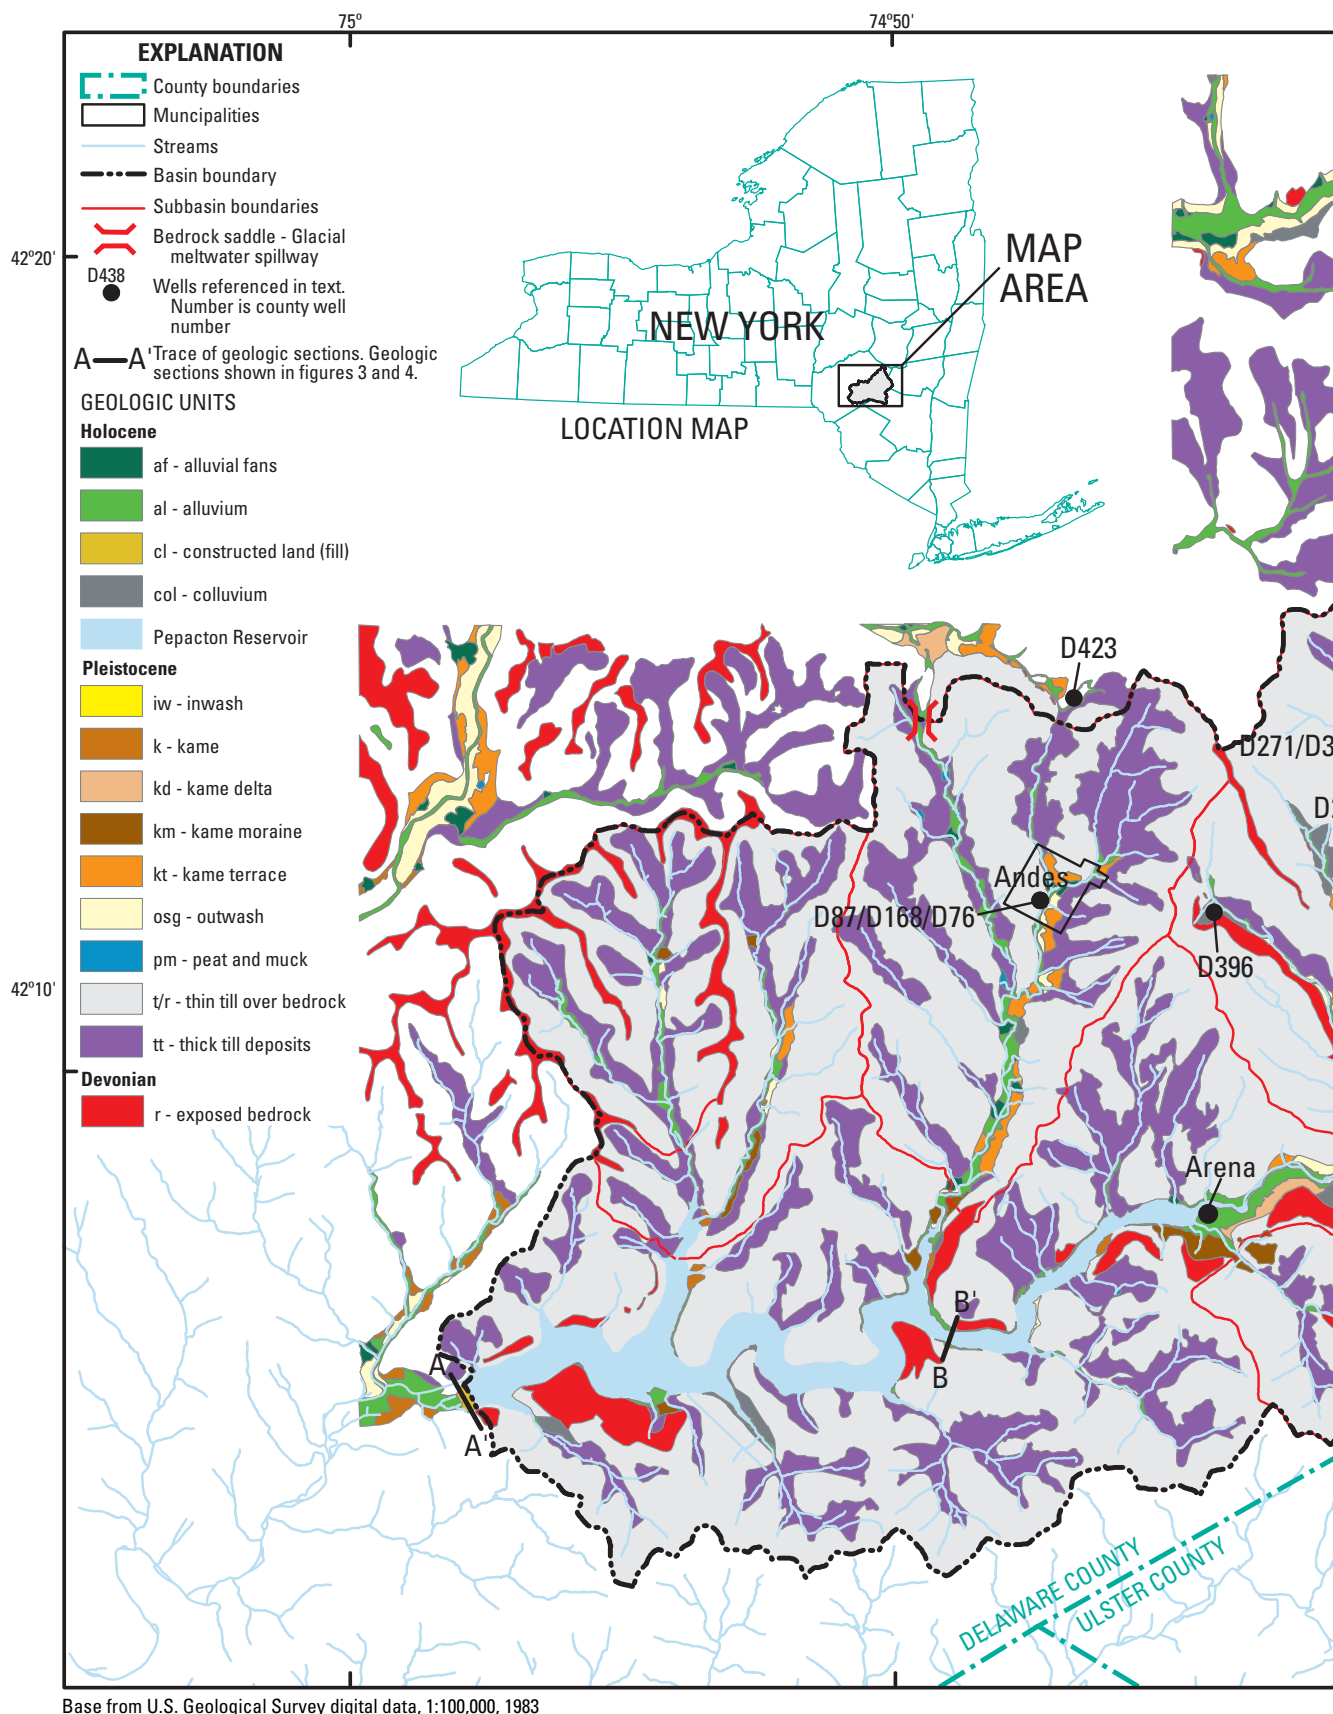 75°
74°50'
EXPLANATION
County boundaries
Muncipalities
Streams
Basin boundary
Subbasin boundaries
Bedrock saddle - Glacial
meltwater spillway
D438
Wells referenced in text.
Number is county well
number
A A' Trace of geologic sections. Geologic
sections shown in figures 3 and 4.
GEOLOGIC UNITS
Holocene
af - alluvial fans
al - alluvium
cl - constructed land (fill)
col - colluvium
Pepacton Reservoir
Pleistocene
iw - inwash
k - kame
kd - kame delta
km - kame moraine
kt - kame terrace
osg - outwash
pm - peat and muck
t/r - thin till over bedrock
tt - thick till deposits
Devonian
r - exposed bedrock
42°20'
42°10'
MAP
AREA
NEW YORK
LOCATION MAP
D423
D271/D3
D2
Andes
D87/D168/D76
D396
Arena
B'
B
A
A'
DELAWARE COUNTY
ULSTER COUNTY
Base from U.S. Geological Survey digital data, 1:100,000, 1983